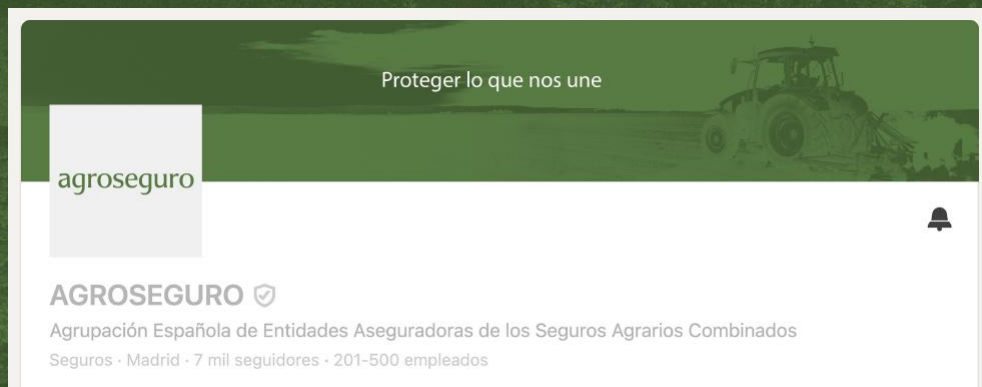 Proteger lo que nos une
agroseguro
AGROSEGURO
Agrupación Española de Entidades Aseguradoras de los Seguros Agrarios Combinados
Seguros · Madrid · 7 mil seguidores · 201-500 empleados